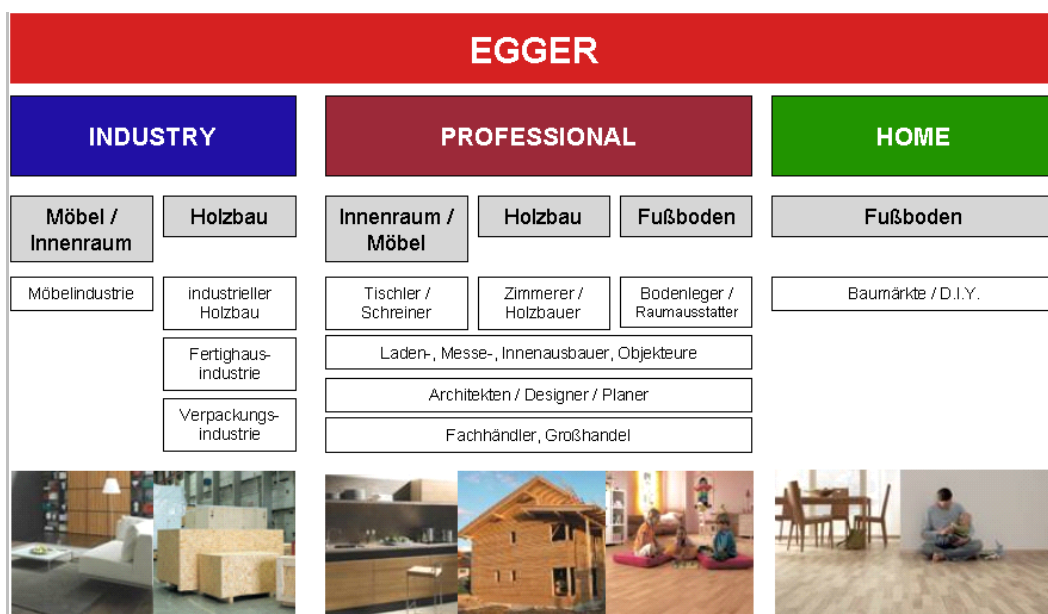 EGGER
INDUSTRY
PROFESSIONAL
HOME
Möbel /
Innenraum
Holzbau
Innenraum /
Möbel
Holzbau
Fußboden
Fußboden
Möbelindustrie
industrieller
Holzbau
Tischler /
Schreiner
Zimmerer /
Holzbauer
Bodenleger /
Raumausstatter
Baumärkte / D.I.Y.
Fertighaus-
industrie
Laden-, Messe-, Innenausbauer, Objekteure
Architekten / Designer / Planer
Verpackungs-
industrie
Fachhändler, Großhandel